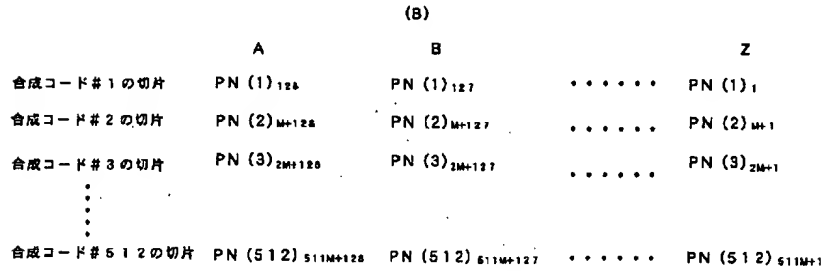 (B)
A B Z
合成コード#1の切片 PN (1)₁₂₈ PN (1)₁₂₇ ・・・・・・ PN (1)₁
合成コード#2の切片 PN (2)M+128 PN (2)M+127 ・・・・・・ PN (2)M+1
合成コード#3の切片 PN (3)2M+128 PN (3)2M+127 ・・・・・・ PN (3)2M+1
合成コード#512の切片 PN (512)511M+128 PN (512)511M+127 ・・・・・・ PN (512)511M+1